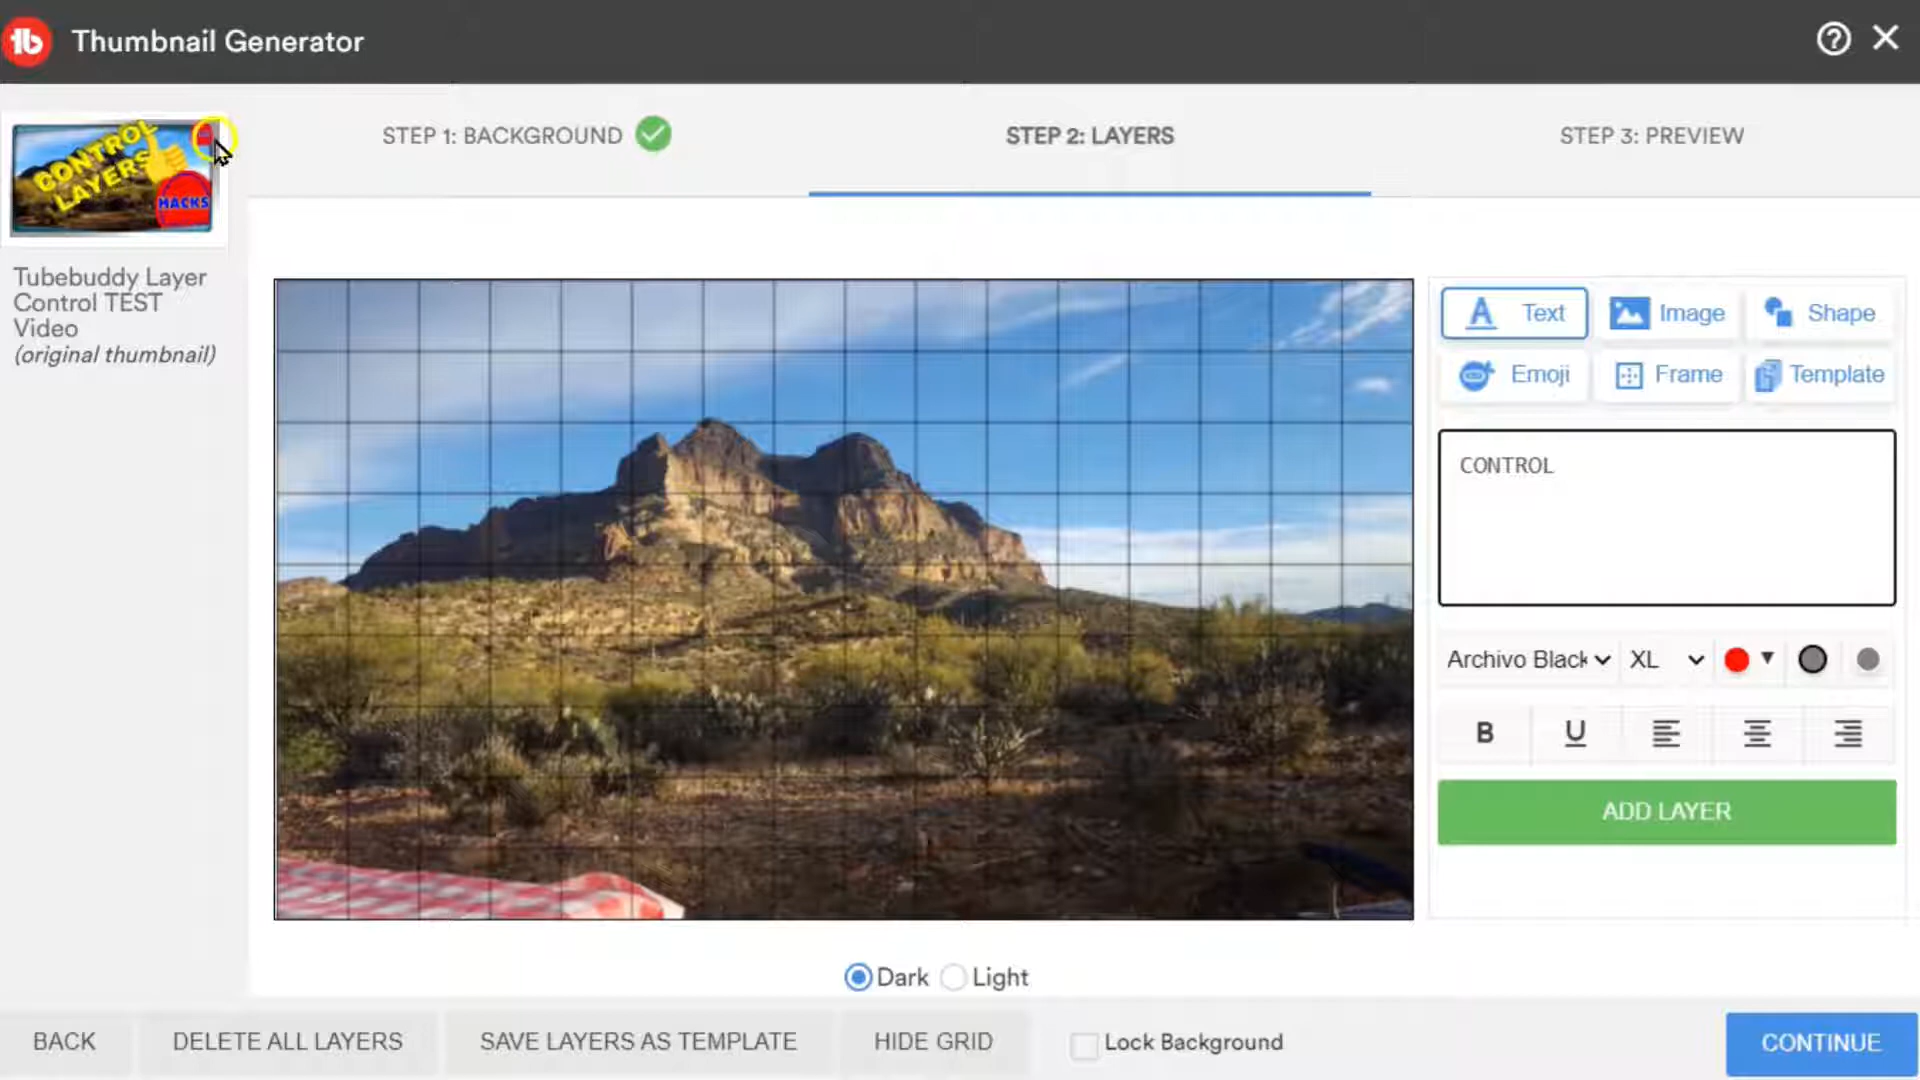 tb Thumbnail Generator
STEP 1: BACKGROUND
STEP 2: LAYERS
STEP 3: PREVIEW
CONTROL
LAYERS
HACKS
Tubebuddy Layer
Control TEST
Video
(original thumbnail)
A Text
Image
Shape
Emoji
Frame
Template
CONTROL
Archivo Black
XL
B
U
ADD LAYER
Dark
Light
BACK
DELETE ALL LAYERS
SAVE LAYERS AS TEMPLATE
HIDE GRID
Lock Background
CONTINUE